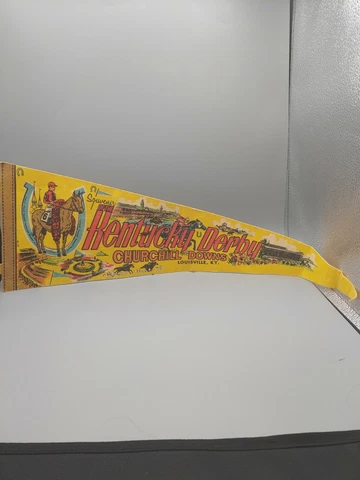 Souvenir
Kentucky Derby
CHURCHILL DOWNS
LOUISVILLE, KY.